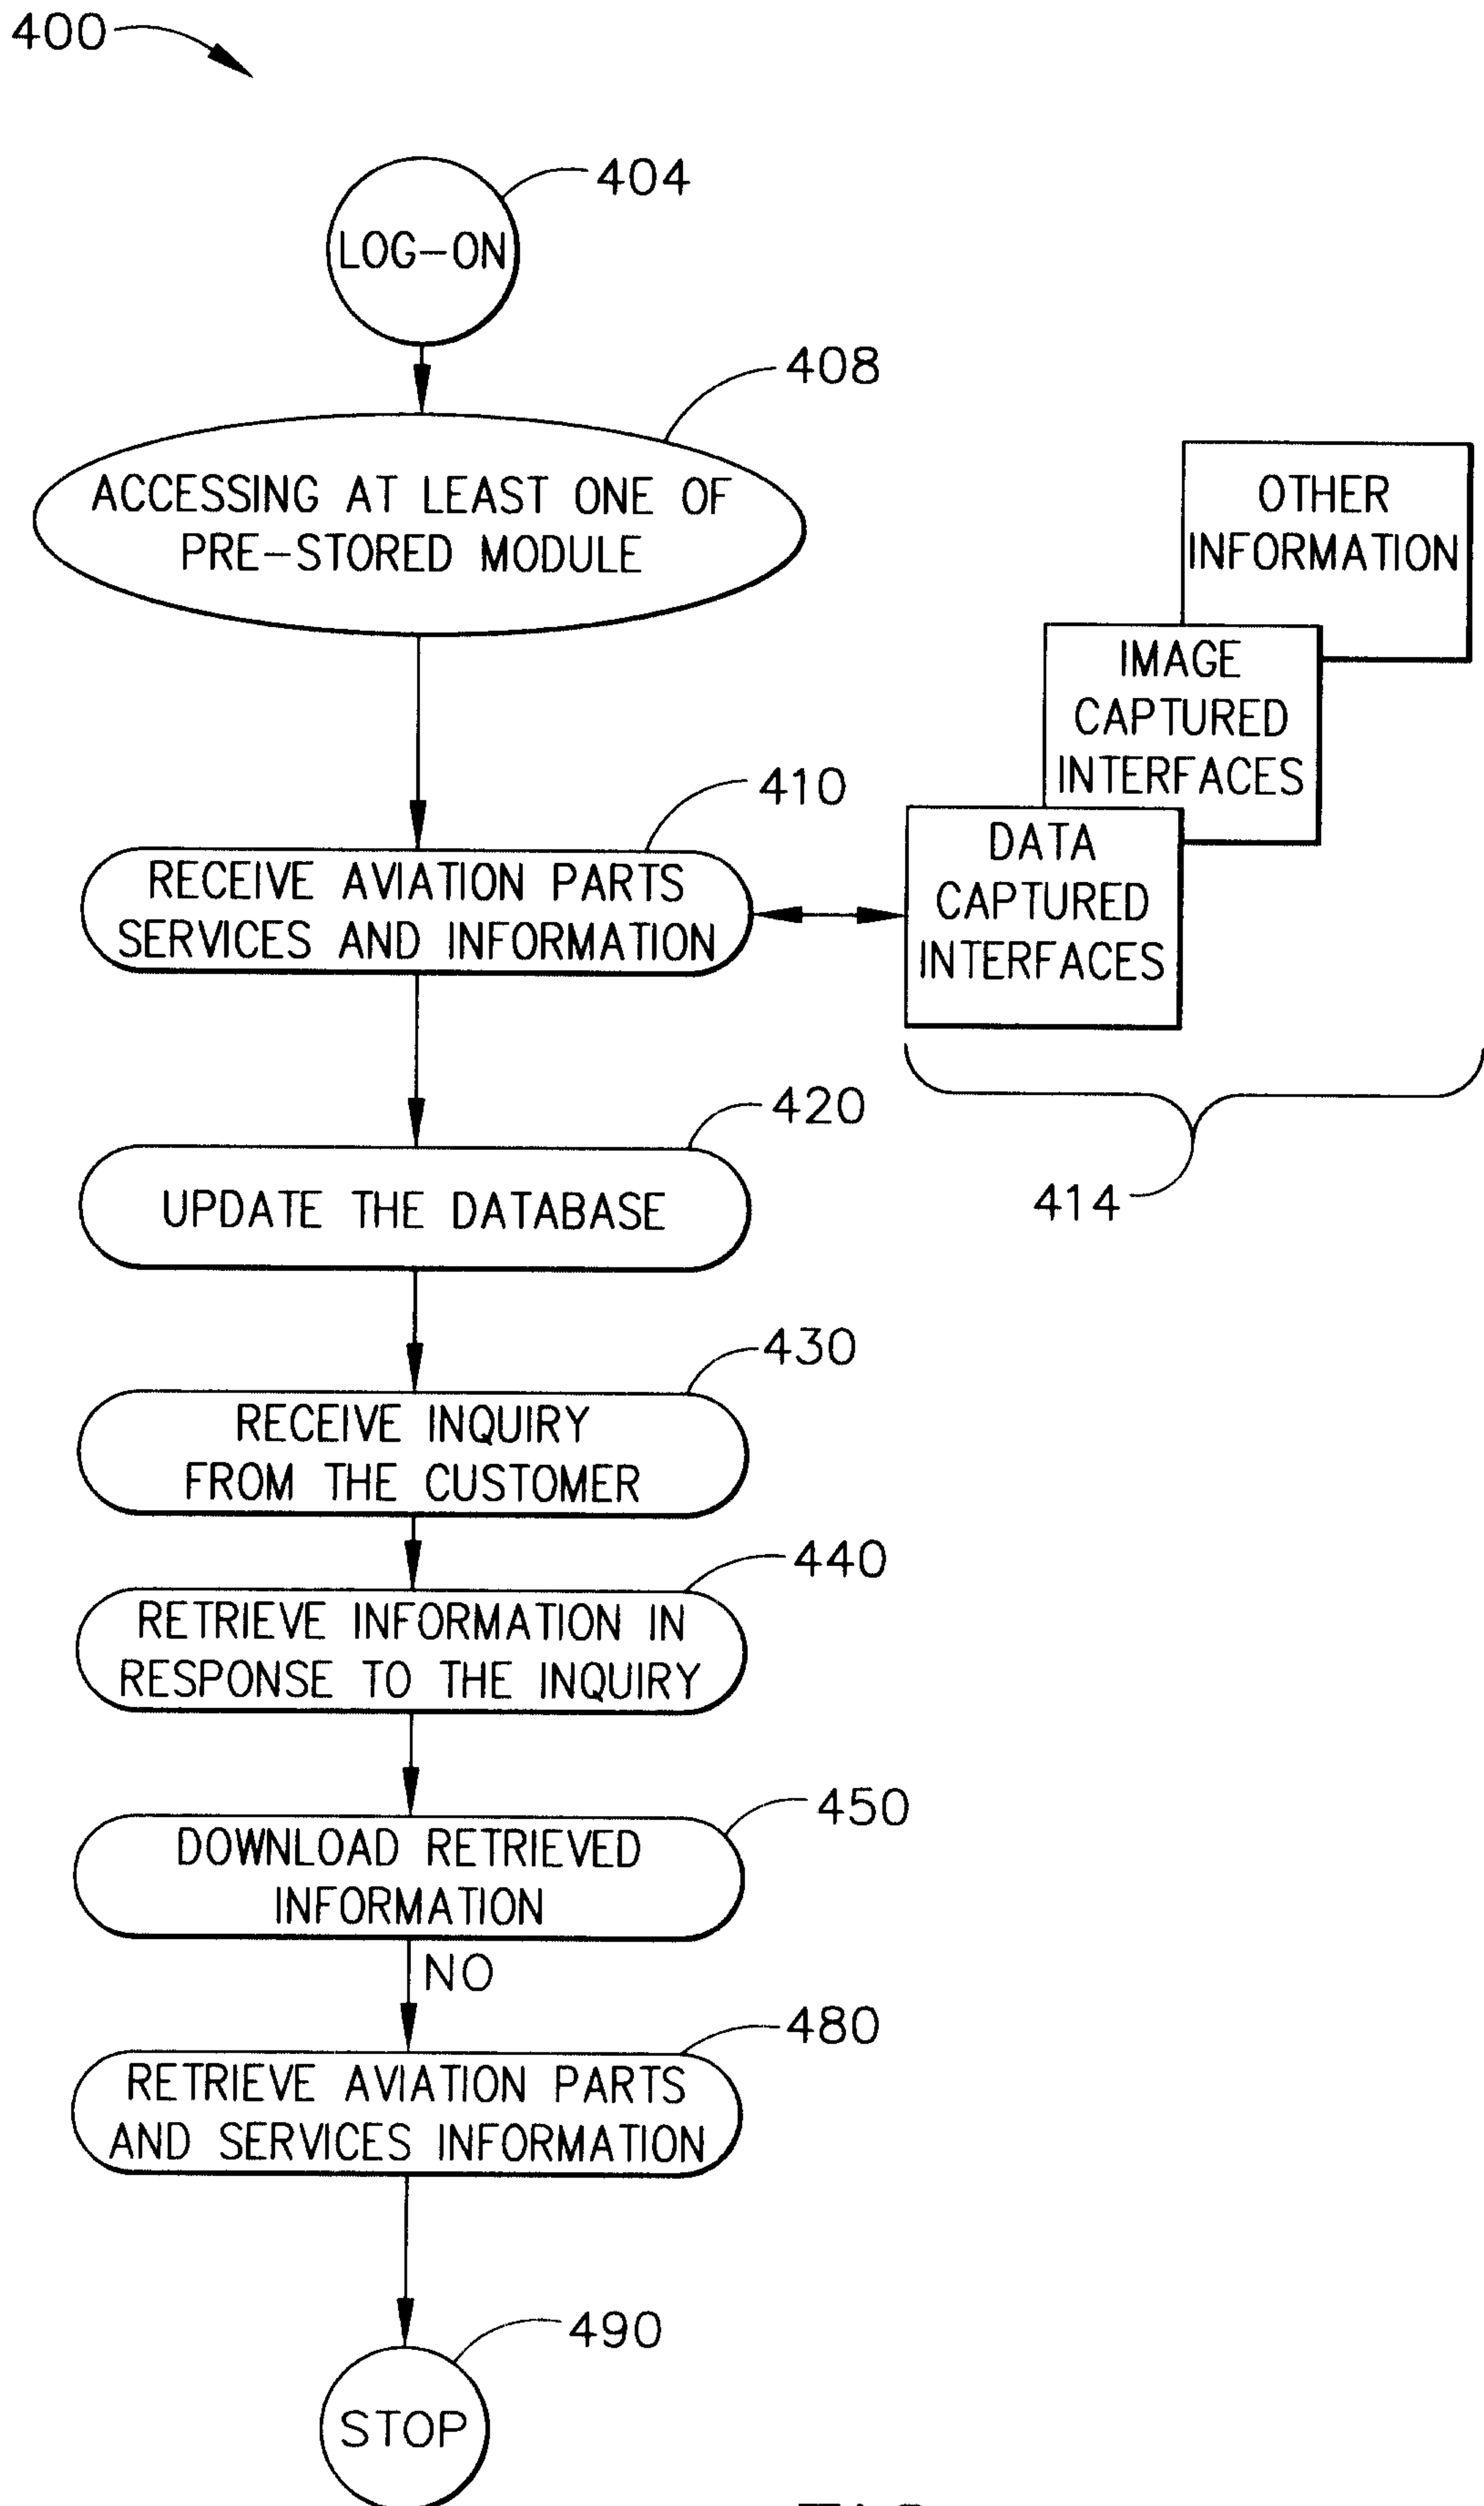 400
404
LOG-ON
408
ACCESSING AT LEAST ONE OF
PRE-STORED MODULE
OTHER
INFORMATION
IMAGE
CAPTURED
INTERFACES
410
RECEIVE AVIATION PARTS
SERVICES AND INFORMATION
DATA
CAPTURED
INTERFACES
414
420
UPDATE THE DATABASE
430
RECEIVE INQUIRY
FROM THE CUSTOMER
440
RETRIEVE INFORMATION IN
RESPONSE TO THE INQUIRY
450
DOWNLOAD RETRIEVED
INFORMATION
NO
480
RETRIEVE AVIATION PARTS
AND SERVICES INFORMATION
490
STOP